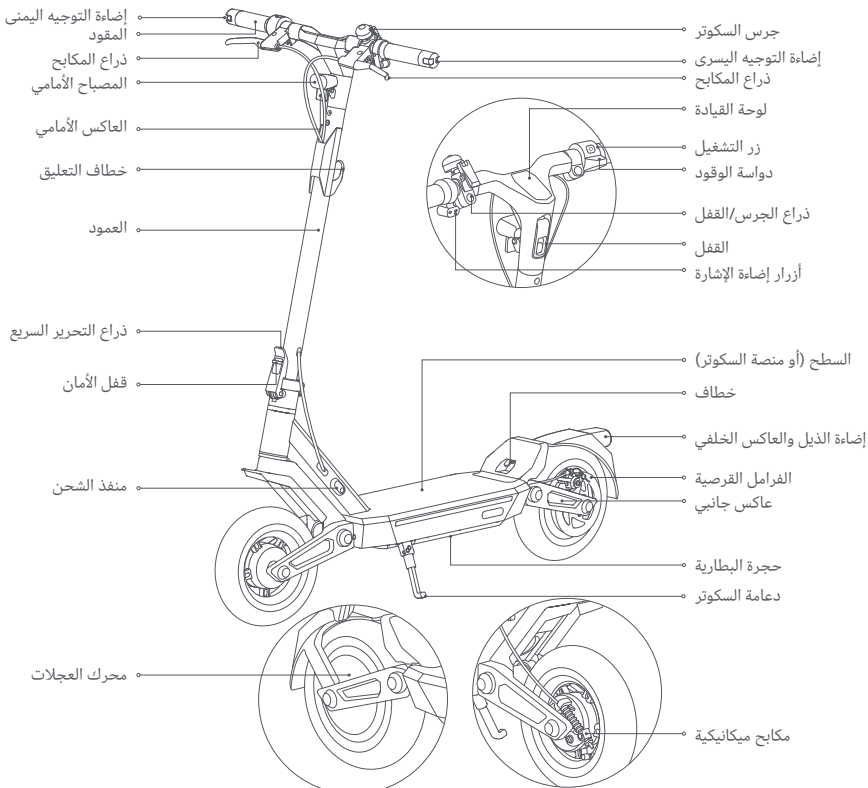 جرس السكوتر
إضاءة التوجيه اليسرى
ذراع المكابح
لوحة القيادة
زر التشغيل
دواسة الوقود
ذراع الجرس/القفل
القفل
أزرار إضاءة الإشارة
السطح (أو منصة السكوتر)
خطاف
إضاءة الذيل والعاكس الخلفي
الفرامل القرصية
عاكس جانبي
حجرة البطارية
دعامة السكوتر
مكابح ميكانيكية
إضاءة التوجيه اليمنى
المقود
ذراع المكابح
المصباح الأمامي
العاكس الأمامي
خطاف التعليق
العمود
ذراع التحرير السريع
قفل الأمان
منفذ الشحن
محرك العجلات